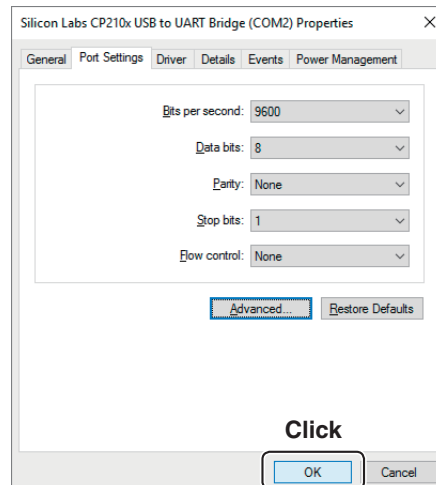 Silicon Labs CP210x USB to UART Bridge (COM2) Properties
General Port Settings Driver Details Events Power Management
Bits per second: 9600
Data bits: 8
Parity: None
Stop bits: 1
Flow control: None
Advanced... Restore Defaults
Click
OK Cancel